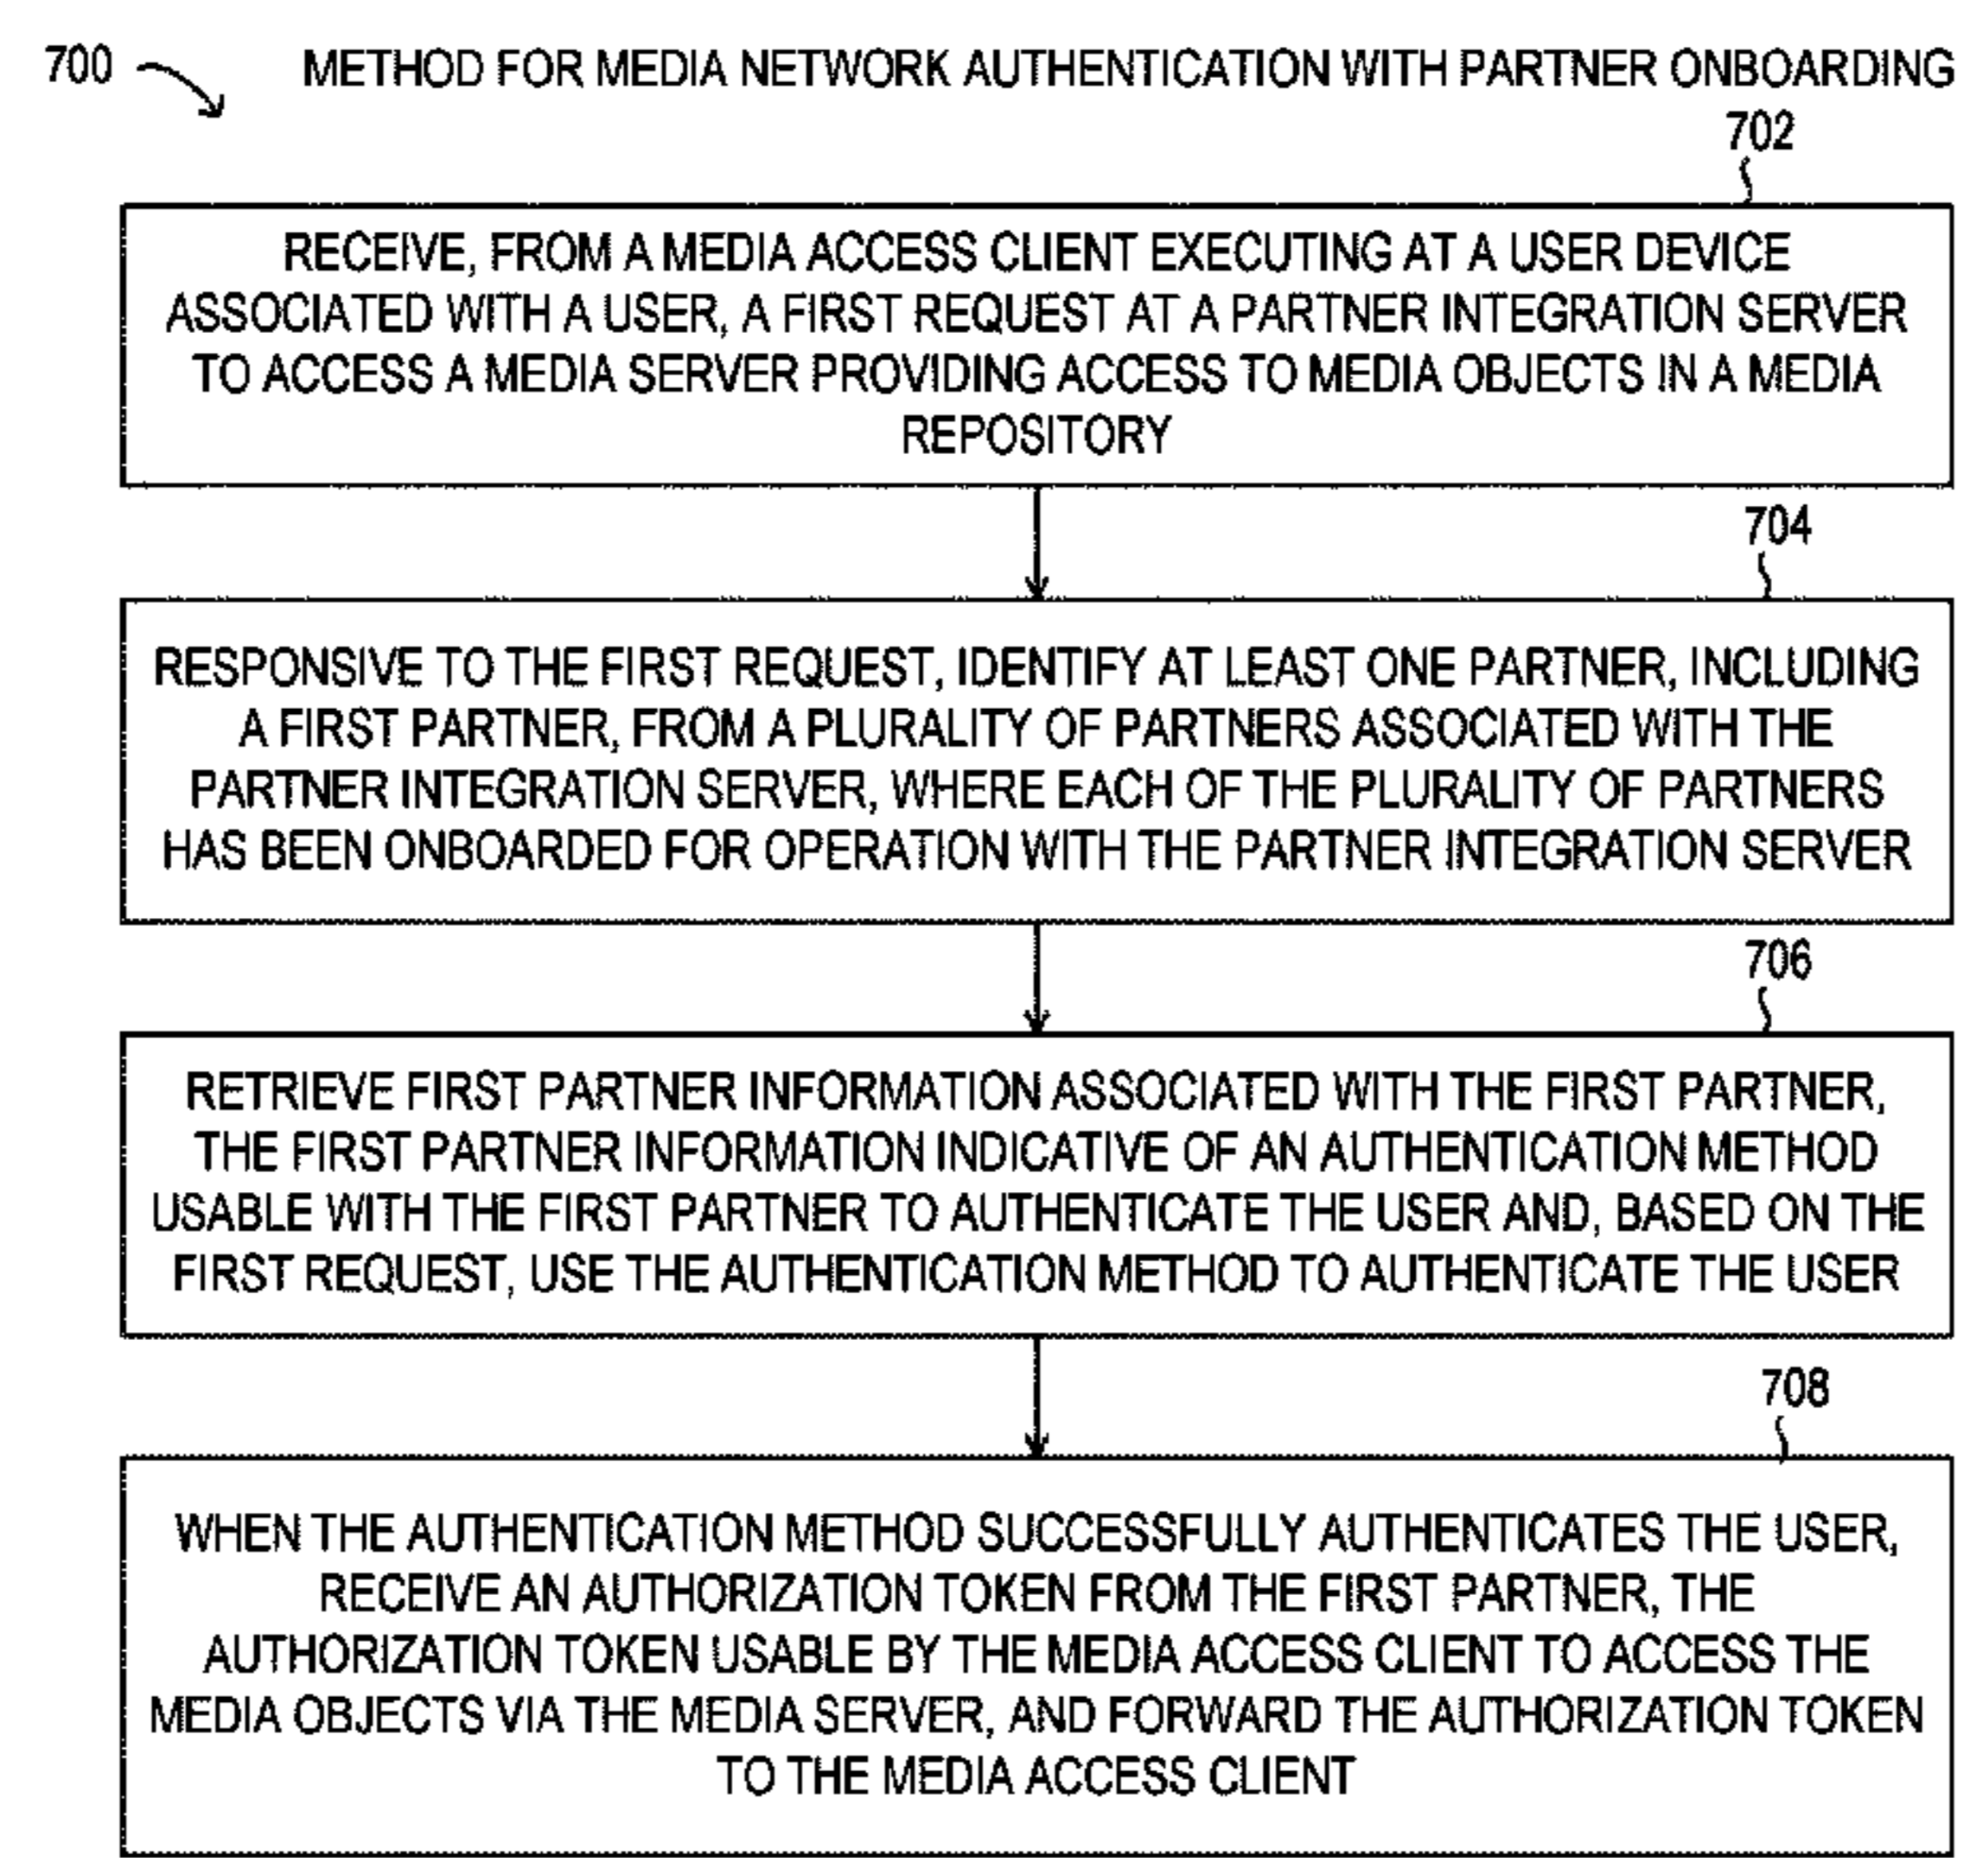 700 METHOD FOR MEDIA NETWORK AUTHENTICATION WITH PARTNER ONBOARDING
702
RECEIVE, FROM A MEDIA ACCESS CLIENT EXECUTING AT A USER DEVICE
ASSOCIATED WITH A USER, A FIRST REQUEST AT A PARTNER INTEGRATION SERVER
TO ACCESS A MEDIA SERVER PROVIDING ACCESS TO MEDIA OBJECTS IN A MEDIA
REPOSITORY
704
RESPONSIVE TO THE FIRST REQUEST, IDENTIFY AT LEAST ONE PARTNER, INCLUDING
A FIRST PARTNER, FROM A PLURALITY OF PARTNERS ASSOCIATED WITH THE
PARTNER INTEGRATION SERVER, WHERE EACH OF THE PLURALITY OF PARTNERS
HAS BEEN ONBOARDED FOR OPERATION WITH THE PARTNER INTEGRATION SERVER
706
RETRIEVE FIRST PARTNER INFORMATION ASSOCIATED WITH THE FIRST PARTNER,
THE FIRST PARTNER INFORMATION INDICATIVE OF AN AUTHENTICATION METHOD
USABLE WITH THE FIRST PARTNER TO AUTHENTICATE THE USER AND, BASED ON THE
FIRST REQUEST, USE THE AUTHENTICATION METHOD TO AUTHENTICATE THE USER
708
WHEN THE AUTHENTICATION METHOD SUCCESSFULLY AUTHENTICATES THE USER,
RECEIVE AN AUTHORIZATION TOKEN FROM THE FIRST PARTNER, THE
AUTHORIZATION TOKEN USABLE BY THE MEDIA ACCESS CLIENT TO ACCESS THE
MEDIA OBJECTS VIA THE MEDIA SERVER, AND FORWARD THE AUTHORIZATION TOKEN
TO THE MEDIA ACCESS CLIENT